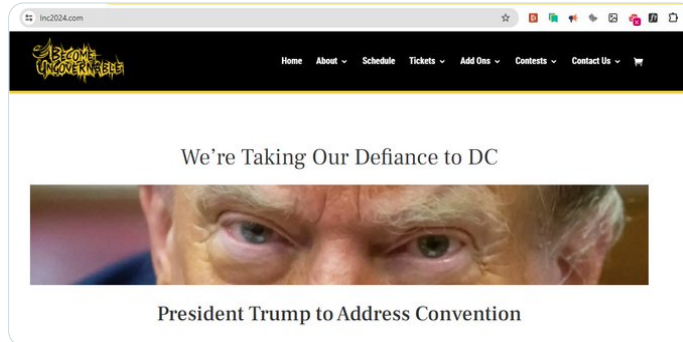 lnc2024.com
BECOME
UNGOVERNABLE
Home About Schedule Tickets Add Ons Contests Contact Us
We’re Taking Our Defiance to DC
President Trump to Address Convention